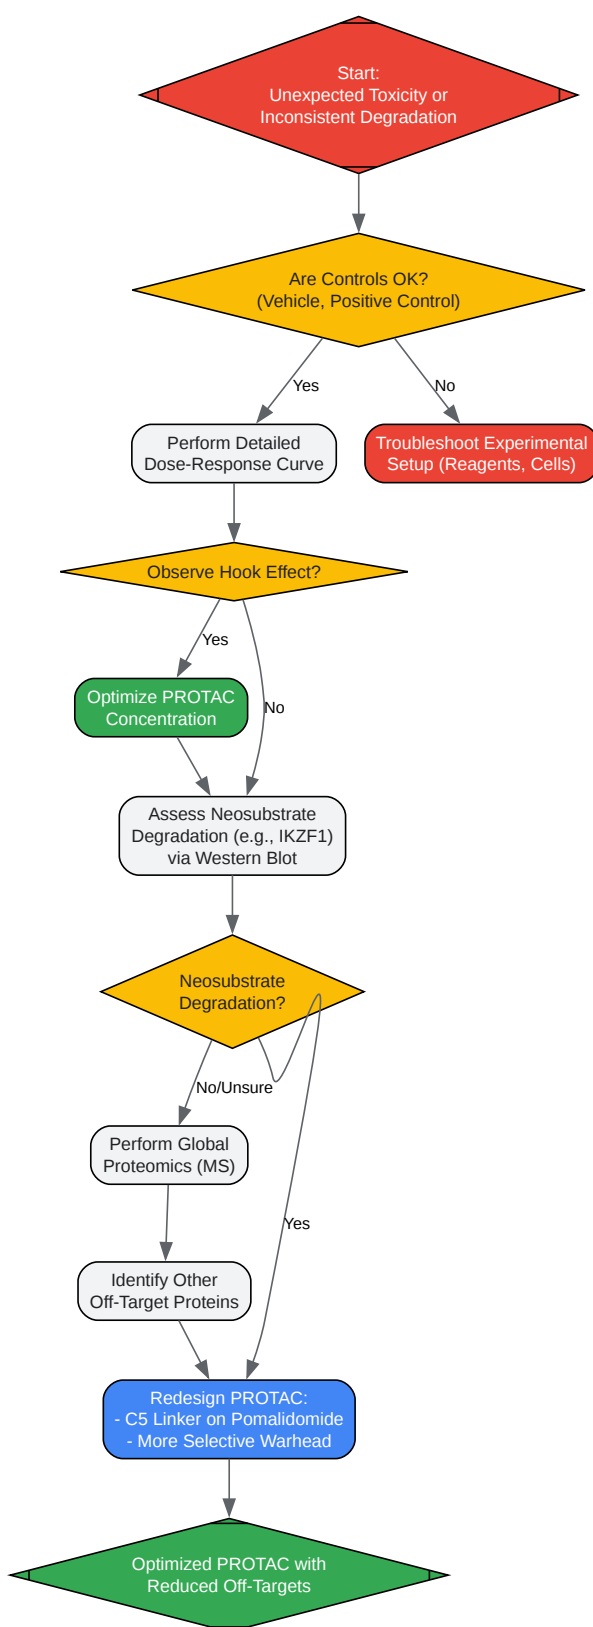 Start:
Unexpected Toxicity or
Inconsistent Degradation
Are Controls OK?
(Vehicle, Positive Control)
Yes
No
Perform Detailed
Dose-Response Curve
Troubleshoot Experimental
Setup (Reagents, Cells)
Observe Hook Effect?
Yes
Optimize PROTAC
Concentration
No
Assess Neosubstrate
Degradation (e.g., IKZF1)
via Western Blot
Neosubstrate
Degradation?
No/Unsure
Perform Global
Proteomics (MS)
Yes
Identify Other
Off-Target Proteins
Redesign PROTAC:
- C5 Linker on Pomalidomide
- More Selective Warhead
Optimized PROTAC with
Reduced Off-Targets